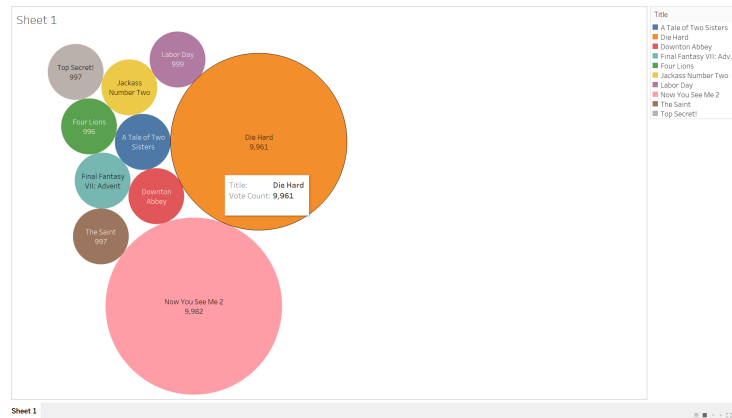 Sheet 1
Top Secret!
997
Jackass
Number Two
Labor Day
999
Four Lions
996
A Tale of Two
Sisters
Die Hard
9,961
Title: Die Hard
Vote Count: 9,961
Final Fantasy
VII: Advent
Downton
Abbey
The Saint
997
Now You See Me 2
9,982
Title
A Tale of Two Sisters
Die Hard
Downton Abbey
Final Fantasy VII: Adv..
Four Lions
Jackass Number Two
Labor Day
Now You See Me 2
The Saint
Top Secret!
Sheet 1